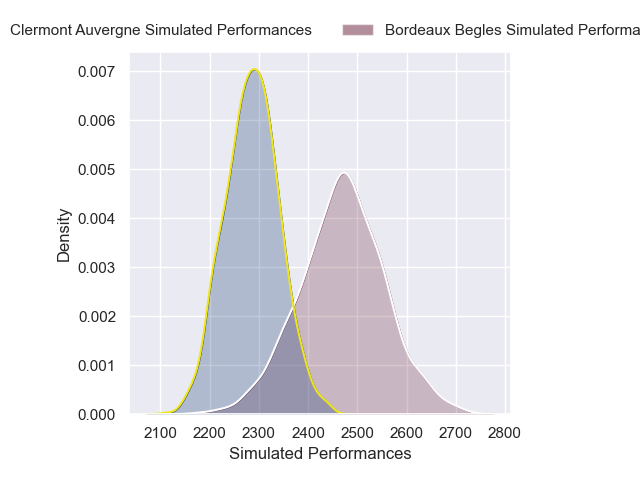 Clermont Auvergne Simulated Performances Bordeaux Begles Simulated Performa
0.007
0.006
0.005
0.004
0.003
0.002
0.001
0.000
Density
2100 2200 2300 2400 2500 2600 2700 2800
Simulated Performances